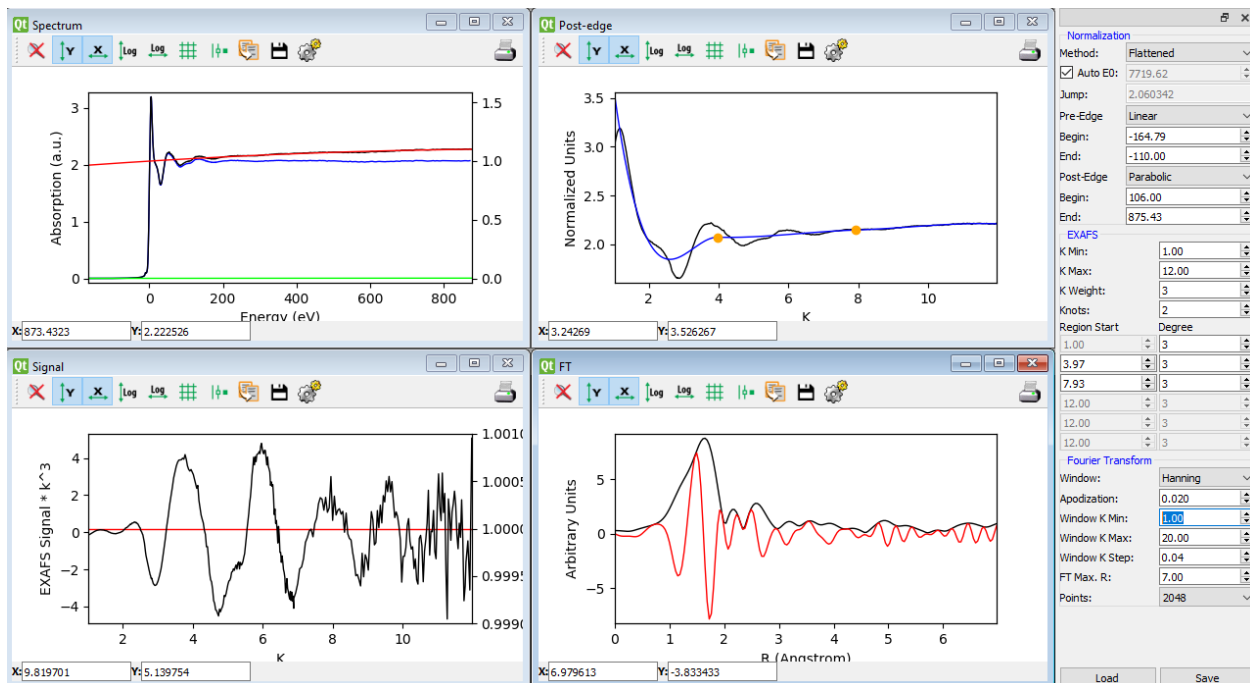 Qt Spectrum
Y X Log Log
3
2
1
0
Absorption (a.u.)
1.5
1.0
0.5
0.0
0 200 400 600 800
Energy (eV)
X: 873.4323 Y: 2.222526
Qt Post-edge
Y X Log Log
3.5
3.0
2.5
2.0
Normalized Units
2 4 6 8 10
K
X: 3.24269 Y: 3.526267
Qt Signal
Y X Log Log
4
2
0
−2
−4
EXAFS Signal * k^3
1.0010
1.0005
1.0000
0.9995
0.9990
2 4 6 8 10
K
X: 9.819701 Y: 5.139754
Qt FT
Y X Log Log
5
0
−5
Arbitrary Units
0 1 2 3 4 5 6
R (Angstrom)
X: 6.979613 Y: -3.833433
Normalization
Method: Flattened
Auto E0: 7719.62
Jump: 2.060342
Pre-Edge Linear
Begin: -164.79
End: -110.00
Post-Edge Parabolic
Begin: 106.00
End: 875.43
EXAFS
K Min: 1.00
K Max: 12.00
K Weight: 3
Knots: 2
Region Start Degree
1.00 3
3.97 3
7.93 3
12.00 3
12.00 3
12.00 3
Fourier Transform
Window: Hanning
Apodization: 0.020
Window K Min: 1.00
Window K Max: 20.00
Window K Step: 0.04
FT Max. R: 7.00
Points: 2048
Load Save